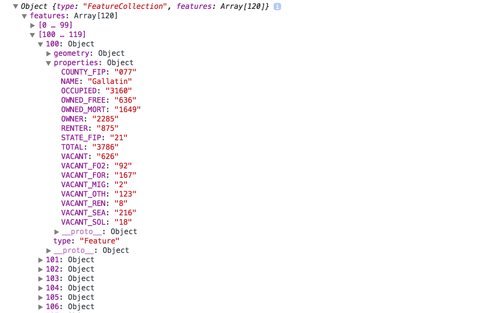 Object {type: "FeatureCollection", features: Array[120]}
features: Array[120]
[0 … 99]
[100 … 119]
100: Object
geometry: Object
properties: Object
COUNTY_FIP: "077"
NAME: "Gallatin"
OCCUPIED: "3160"
OWNED_FREE: "636"
OWNED_MORT: "1649"
OWNER: "2285"
RENTER: "875"
STATE_FIP: "21"
TOTAL: "3786"
VACANT: "626"
VACANT_FO2: "92"
VACANT_FOR: "167"
VACANT_MIG: "2"
VACANT_OTH: "123"
VACANT_REN: "8"
VACANT_SEA: "216"
VACANT_SOL: "18"
__proto__: Object
type: "Feature"
__proto__: Object
101: Object
102: Object
103: Object
104: Object
105: Object
106: Object